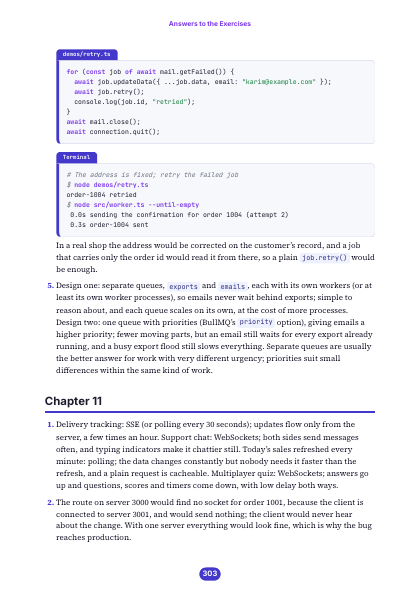 Answers to the Exercises
demos/retry.ts
for (const job of await mail.getFailed()) {
  await job.updateData({ ...job.data, email: "karim@example.com" });
  await job.retry();
  console.log(job.id, "retried");
}
await mail.close();
await connection.quit();
Terminal
# The address is fixed; retry the failed job
$ node demos/retry.ts
order-1004 retried
$ node src/worker.ts --until-empty
 0.0s sending the confirmation for order 1004 (attempt 2)
 0.3s order-1004 sent
In a real shop the address would be corrected on the customer's record, and a job
that carries only the order id would read it from there, so a plain job.retry() would
be enough.
5. Design one: separate queues, exports and emails, each with its own workers (or at
least its own worker processes), so emails never wait behind exports; simple to
reason about, and each queue scales on its own, at the cost of more processes.
Design two: one queue with priorities (BullMQ's priority option), giving emails a
higher priority; fewer moving parts, but an email still waits for every export already
running, and a busy export flood still slows everything. Separate queues are usually
the better answer for work with very different urgency; priorities suit small
differences within the same kind of work.
Chapter 11
1. Delivery tracking: SSE (or polling every 30 seconds); updates flow only from the
server, a few times an hour. Support chat: WebSockets; both sides send messages
often, and typing indicators make it chattier still. Today's sales refreshed every
minute: polling; the data changes constantly but nobody needs it faster than the
refresh, and a plain request is cacheable. Multiplayer quiz: WebSockets; answers go
up and questions, scores and timers come down, with low delay both ways.
2. The route on server 3000 would find no socket for order 1001, because the client is
connected to server 3001, and would send nothing; the client would never hear
about the change. With one server everything would look fine, which is why the bug
reaches production.
303